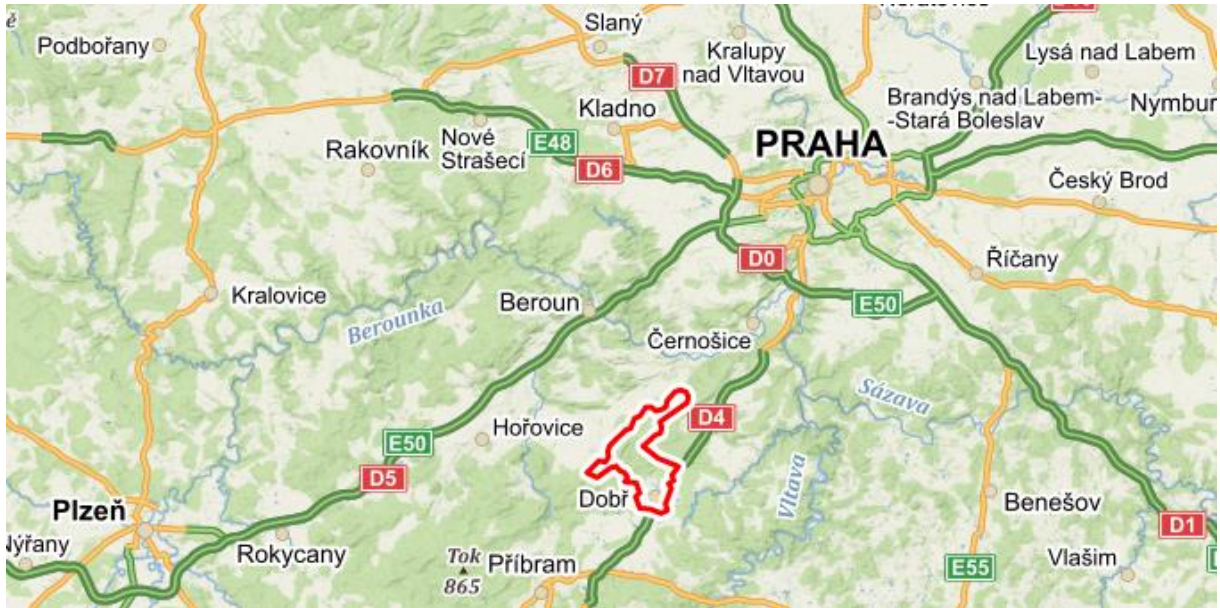 Podbořany
Slaný
Kralupy
nad Vltavou
Lysá nad Labem
D7
Kladno
Brandýs nad Labem-
-Stará Boleslav
Nymbur
Nové
Strašecí
E48
D6
PRAHA
Rakovník
Český Brod
D0
Říčany
Kralovice
Beroun
Berounka
E50
Černošice
Sázava
D4
Hořovice
E50
D5
Dobř
Vltava
Benešov
Plzeň
D1
Nýřany
Rokycany
Tok
865
Příbram
E55
Vlašim